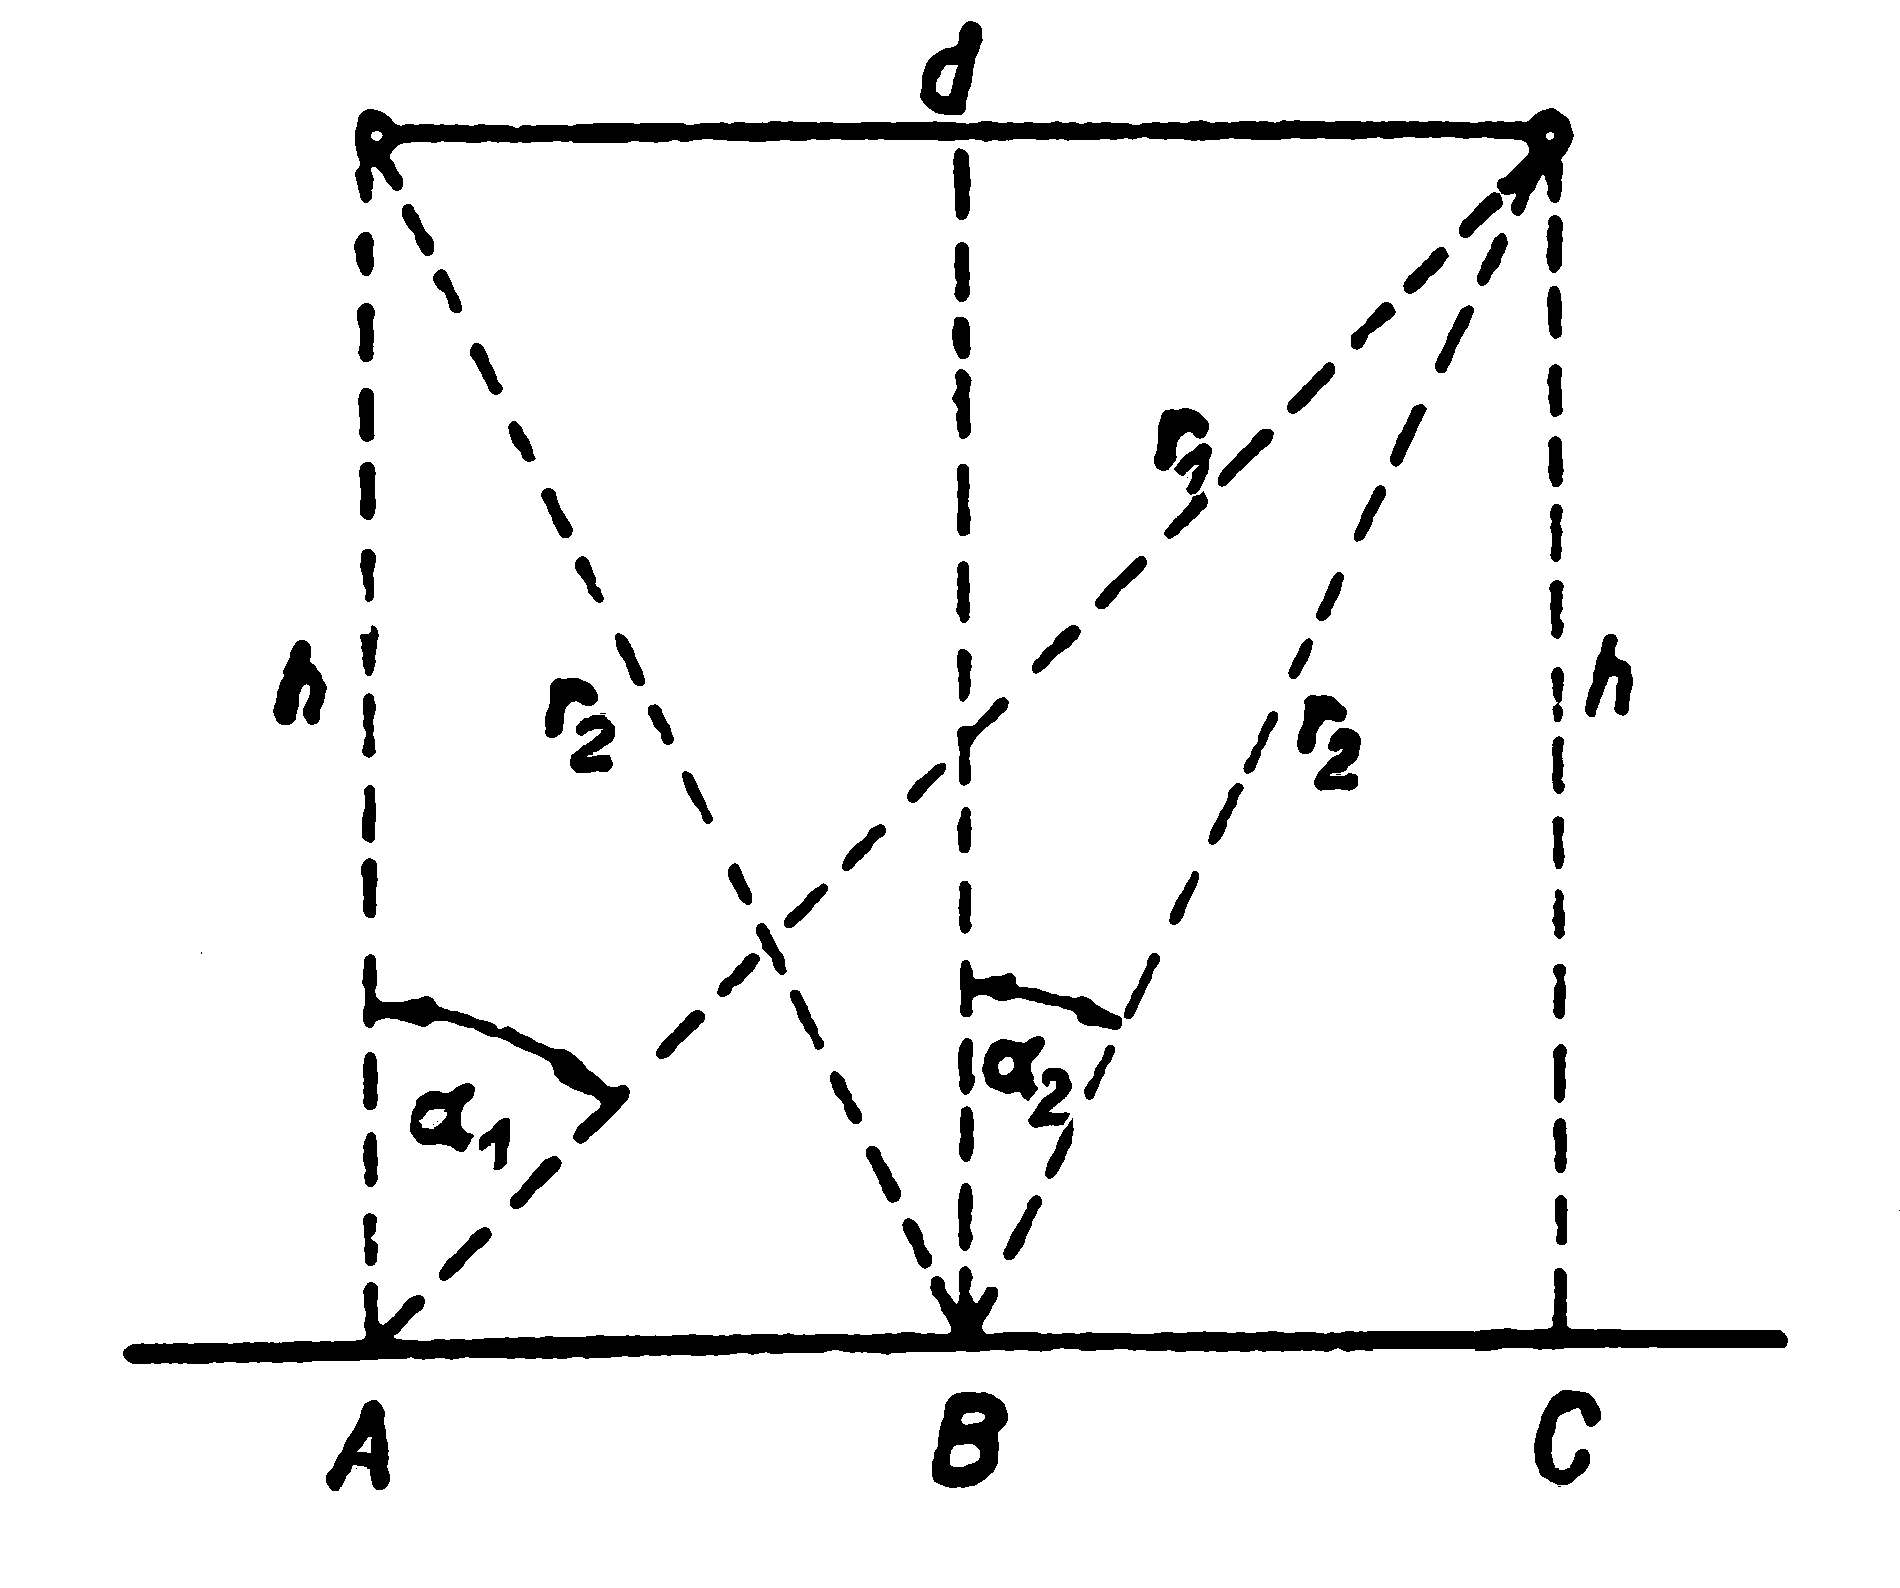 d
r₁
h
r₂
r₂
h
α₁
α₂
A B C